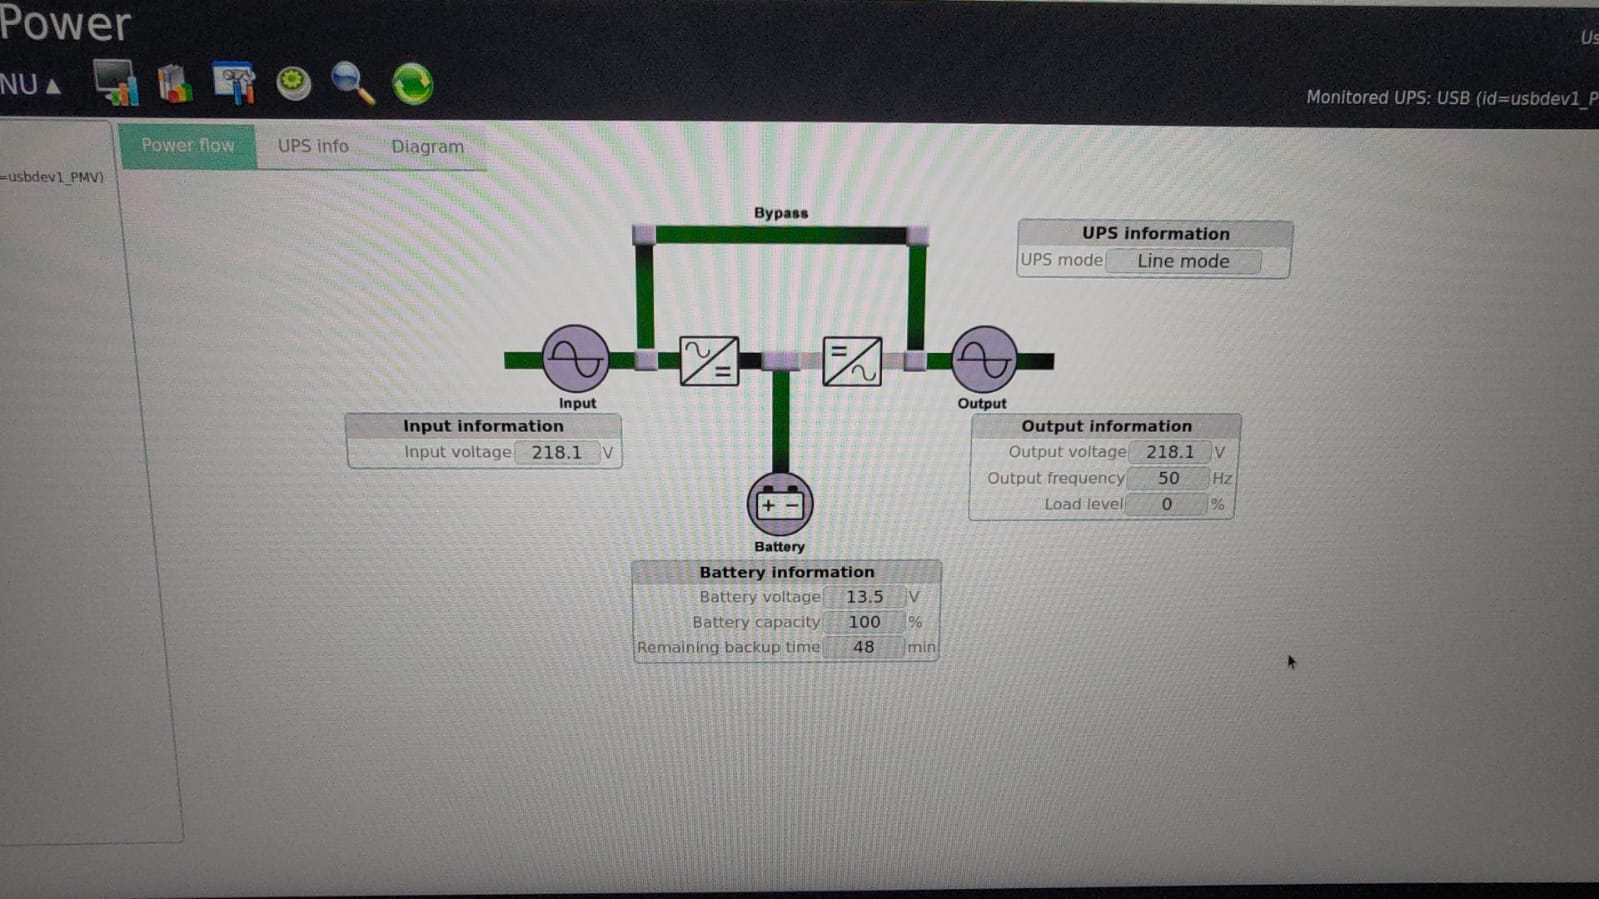 Power
NU ▲
Monitored UPS: USB (id=usbdev1_P
Power flow
UPS info
Diagram
=usbdev1_PMV)
Bypass
UPS information
UPS mode Line mode
Input
Output
Input information
Input voltage 218.1 V
Output information
Output voltage 218.1 V
Output frequency 50 Hz
Load level 0 %
Battery
Battery information
Battery voltage 13.5 V
Battery capacity 100 %
Remaining backup time 48 min